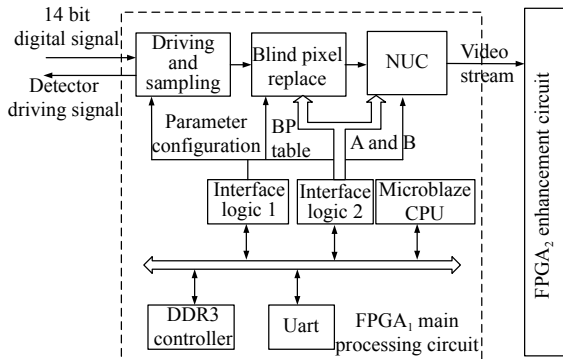 14 bit
digital signal
Detector
driving signal
Driving
and
sampling
Blind pixel
replace
NUC
Video
stream
Parameter
configuration
BP
table
A and B
Interface
logic 1
Interface
logic 2
Microblaze
CPU
DDR3
controller
Uart
FPGA₁ main
processing circuit
FPGA₂ enhancement circuit